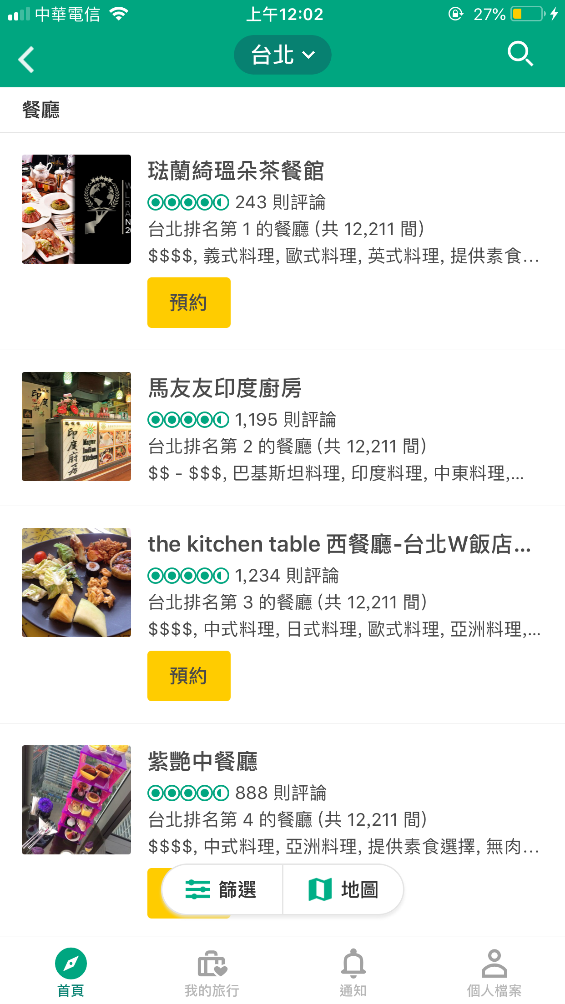 中華電信
上午12:02
27%
台北
餐廳
琺蘭綺瑥朵茶餐館
243 則評論
台北排名第 1 的餐廳 (共 12,211 間)
$$$$, 義式料理, 歐式料理, 英式料理, 提供素食…
預約
馬友友印度廚房
1,195 則評論
台北排名第 2 的餐廳 (共 12,211 間)
$$ - $$$, 巴基斯坦料理, 印度料理, 中東料理,...
印度廚房
the kitchen table 西餐廳-台北W飯店...
1,234 則評論
台北排名第 3 的餐廳 (共 12,211 間)
$$$$, 中式料理, 日式料理, 歐式料理, 亞洲料理,...
預約
紫艷中餐廳
888 則評論
台北排名第 4 的餐廳 (共 12,211 間)
$$$$, 中式料理, 亞洲料理, 提供素食選擇, 無肉…
篩選
地圖
首頁
我的旅行
通知
個人檔案